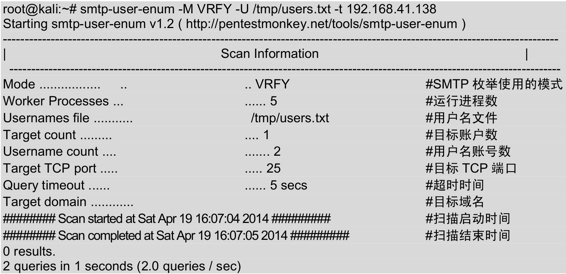 root@kali:~# smtp-user-enum -M VRFY -U /tmp/users.txt -t 192.168.41.138
Starting smtp-user-enum v1.2 ( http://pentestmonkey.net/tools/smtp-user-enum )
----------------------------------------------------------
| Scan Information |
----------------------------------------------------------
Mode ................. .. .. VRFY #SMTP 枚举使用的模式
Worker Processes ... ...... 5 #运行进程数
Usernames file ........... /tmp/users.txt #用户名文件
Target count ......... .... 1 #目标账户数
Username count .... ....... 2 #用户名账号数
Target TCP port ..... ..... 25 #目标 TCP 端口
Query timeout ...... ...... 5 secs #超时时间
Target domain ............ #目标域名
######## Scan started at Sat Apr 19 16:07:04 2014 ######### #扫描启动时间
######## Scan completed at Sat Apr 19 16:07:05 2014 ######### #扫描结束时间
0 results.
2 queries in 1 seconds (2.0 queries / sec)